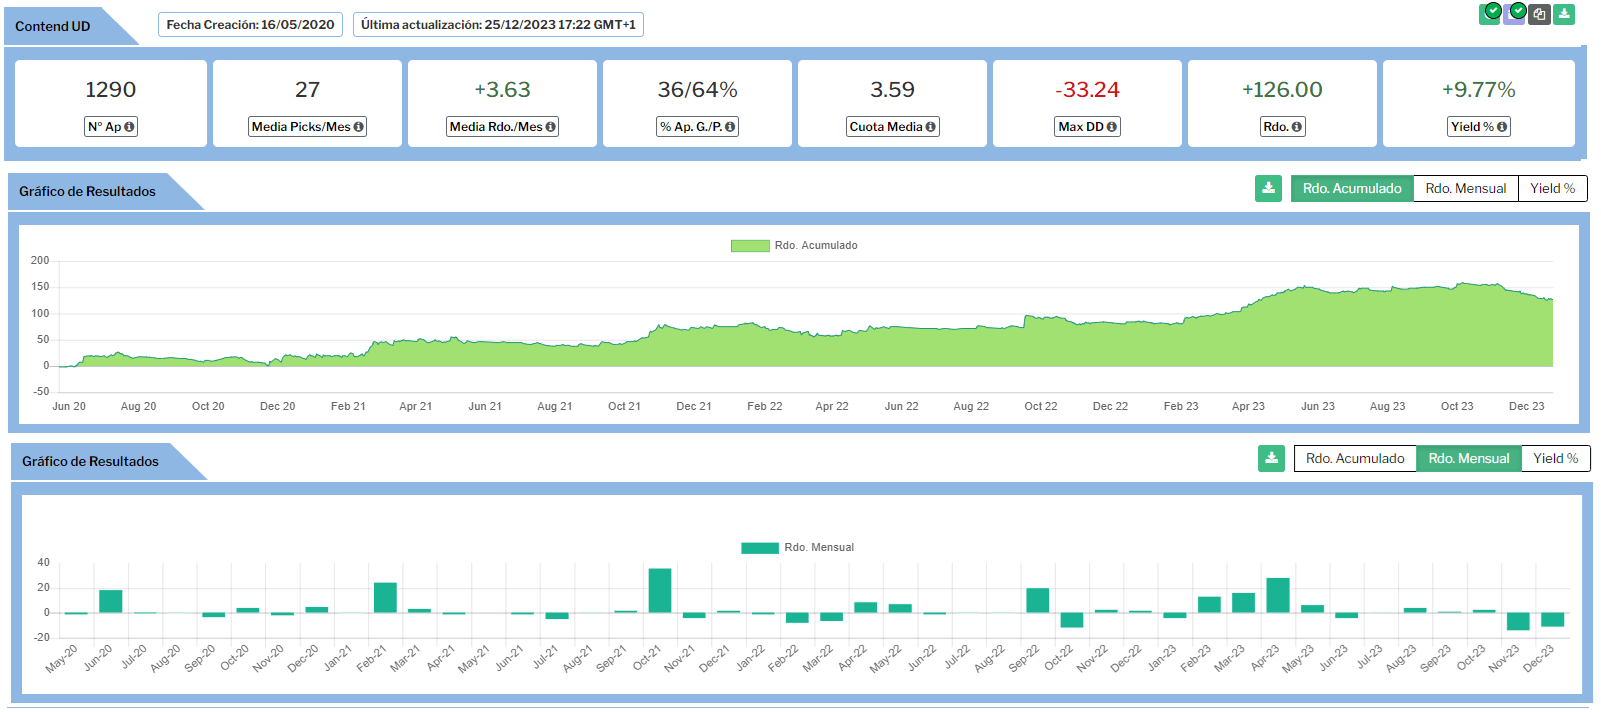 Contend UD
Fecha Creación: 16/05/2020
Última actualización: 25/12/2023 17:22 GMT+1
1290 27 +3.63 36/64% 3.59 -33.24 +126.00 +9.77%
Nº Ap Media Picks/Mes Media Rdo./Mes % Ap. G./P. Cuota Media Max DD Rdo. Yield %
Gráfico de Resultados
Rdo. Acumulado Rdo. Mensual Yield %
Rdo. Acumulado
200
150
100
50
0
-50
Jun 20 Aug 20 Oct 20 Dec 20 Feb 21 Apr 21 Jun 21 Aug 21 Oct 21 Dec 21 Feb 22 Apr 22 Jun 22 Aug 22 Oct 22 Dec 22 Feb 23 Apr 23 Jun 23 Aug 23 Oct 23 Dec 23
Gráfico de Resultados
Rdo. Acumulado Rdo. Mensual Yield %
Rdo. Mensual
40
20
0
-20
May-20 Jun-20 Jul-20 Aug-20 Sep-20 Oct-20 Nov-20 Dec-20 Jan-21 Feb-21 Mar-21 Apr-21 May-21 Jun-21 Jul-21 Aug-21 Sep-21 Oct-21 Nov-21 Dec-21 Jan-22 Feb-22 Mar-22 Apr-22 May-22 Jun-22 Jul-22 Aug-22 Sep-22 Oct-22 Nov-22 Dec-22 Jan-23 Feb-23 Mar-23 Apr-23 May-23 Jun-23 Jul-23 Aug-23 Sep-23 Oct-23 Nov-23 Dec-23